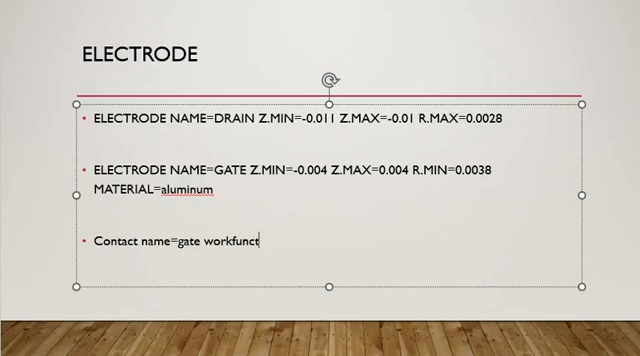 ELECTRODE
• ELECTRODE NAME=DRAIN Z.MIN=-0.011 Z.MAX=-0.01 R.MAX=0.0028
• ELECTRODE NAME=GATE Z.MIN=-0.004 Z.MAX=0.004 R.MIN=0.0038
MATERIAL=aluminum
• Contact name=gate workfunct